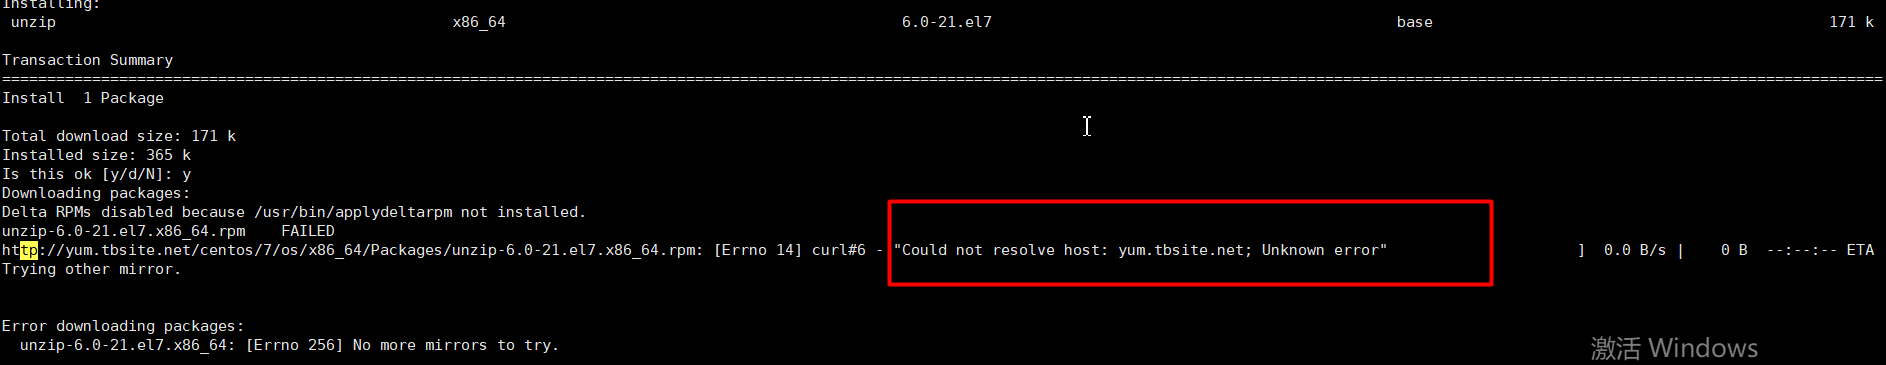 Installing:
unzip x86_64 6.0-21.el7 base 171 k
Transaction Summary
================================================================================
Install  1 Package
Total download size: 171 k
Installed size: 365 k
Is this ok [y/d/N]: y
Downloading packages:
Delta RPMs disabled because /usr/bin/applydeltarpm not installed.
unzip-6.0-21.el7.x86_64.rpm    FAILED
http://yum.tbsite.net/centos/7/os/x86_64/Packages/unzip-6.0-21.el7.x86_64.rpm: [Errno 14] curl#6 - "Could not resolve host: yum.tbsite.net; Unknown error" ]  0.0 B/s |    0 B  --:--:-- ETA
Trying other mirror.
Error downloading packages:
unzip-6.0-21.el7.x86_64: [Errno 256] No more mirrors to try.
激活 Windows